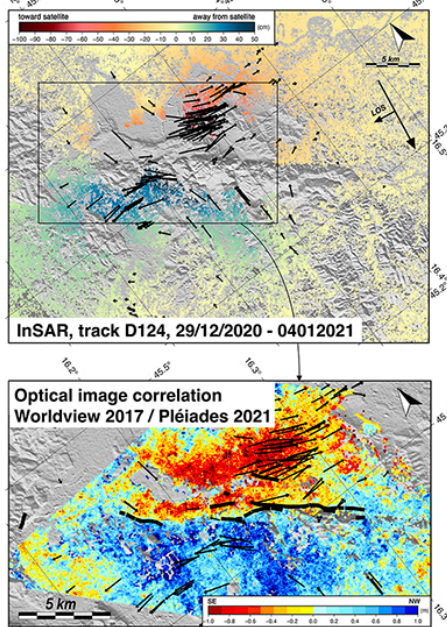 toward satellite away from satellite
(cm)
-100 -90 -80 -70 -60 -50 -40 -30 -20 -10 0 10 20 30 40 50
5 km
LOS
45.3°
16.5°
16.4°
45.2°
InSAR, track D124, 29/12/2020 - 04012021
16.2° 45.5° 16.3°
Optical image correlation
Worldview 2017 / Pléiades 2021
5 km
SE NW
(m)
-1.0 -0.8 -0.6 -0.4 -0.2 0.0 0.2 0.4 0.6 0.8 1.0